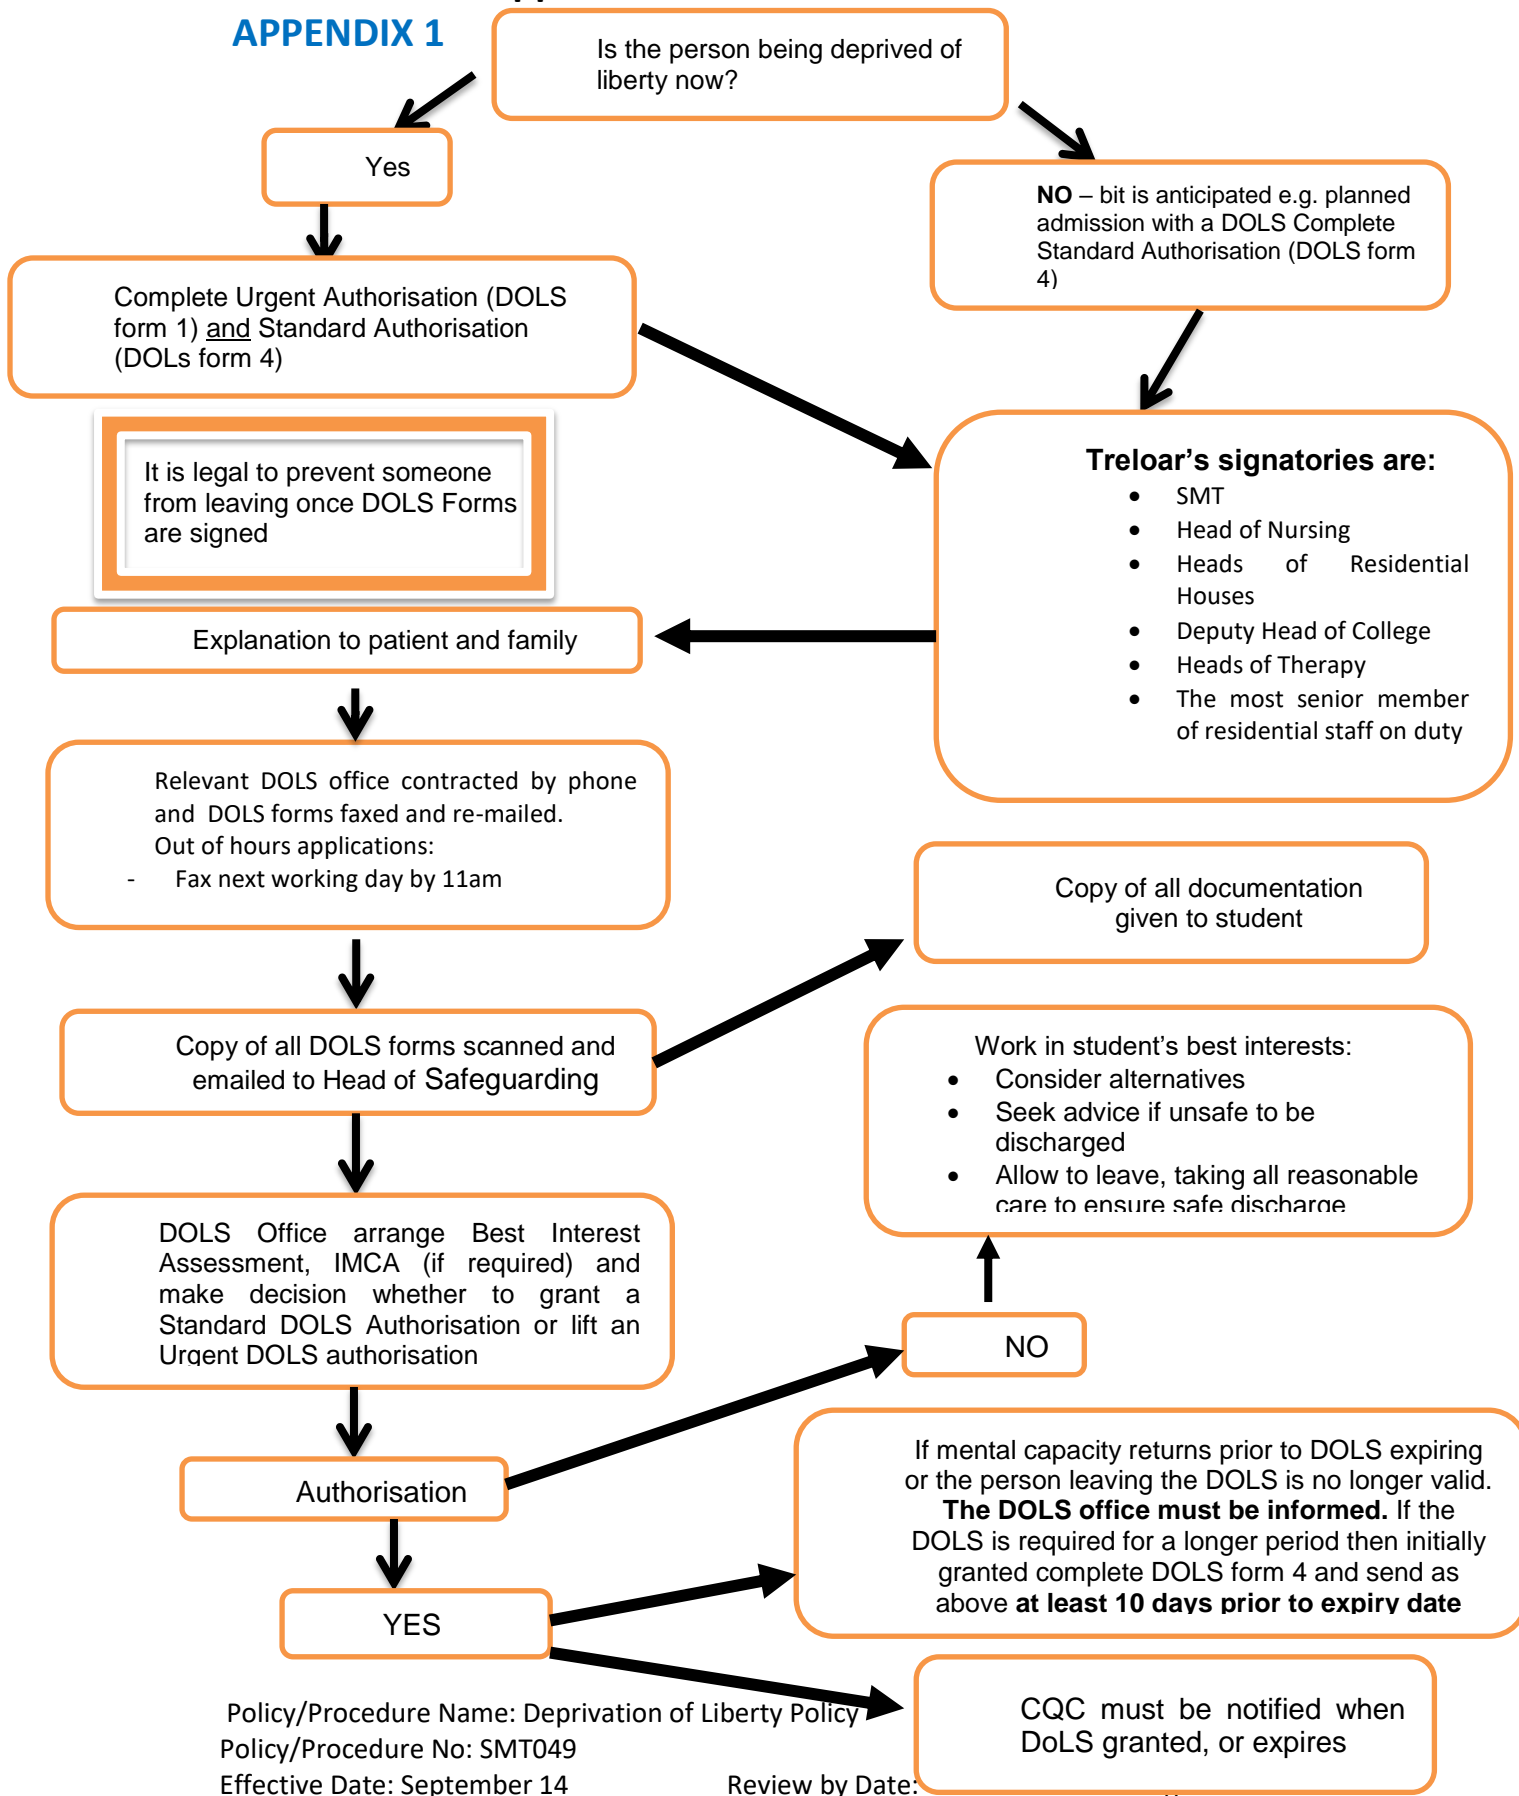 APPENDIX 1
Is the person being deprived of
liberty now?
Yes
NO – bit is anticipated e.g. planned
admission with a DOLS Complete
Standard Authorisation (DOLS form
4)
Complete Urgent Authorisation (DOLS
form 1) and Standard Authorisation
(DOLs form 4)
It is legal to prevent someone
from leaving once DOLS Forms
are signed
Treloar’s signatories are:
• SMT
• Head of Nursing
• Heads of Residential
Houses
• Deputy Head of College
• Heads of Therapy
• The most senior member
of residential staff on duty
Explanation to patient and family
Relevant DOLS office contracted by phone
and DOLS forms faxed and re-mailed.
Out of hours applications:
- Fax next working day by 11am
Copy of all documentation
given to student
Copy of all DOLS forms scanned and
emailed to Head of Safeguarding
Work in student’s best interests:
• Consider alternatives
• Seek advice if unsafe to be
discharged
• Allow to leave, taking all reasonable
care to ensure safe discharge
DOLS Office arrange Best Interest
Assessment, IMCA (if required) and
make decision whether to grant a
Standard DOLS Authorisation or lift an
Urgent DOLS authorisation
NO
Authorisation
If mental capacity returns prior to DOLS expiring
or the person leaving the DOLS is no longer valid.
The DOLS office must be informed. If the
DOLS is required for a longer period then initially
granted complete DOLS form 4 and send as
above at least 10 days prior to expiry date
YES
CQC must be notified when
DoLS granted, or expires
Policy/Procedure Name: Deprivation of Liberty Policy
Policy/Procedure No: SMT049
Effective Date: September 14 Review by Date: